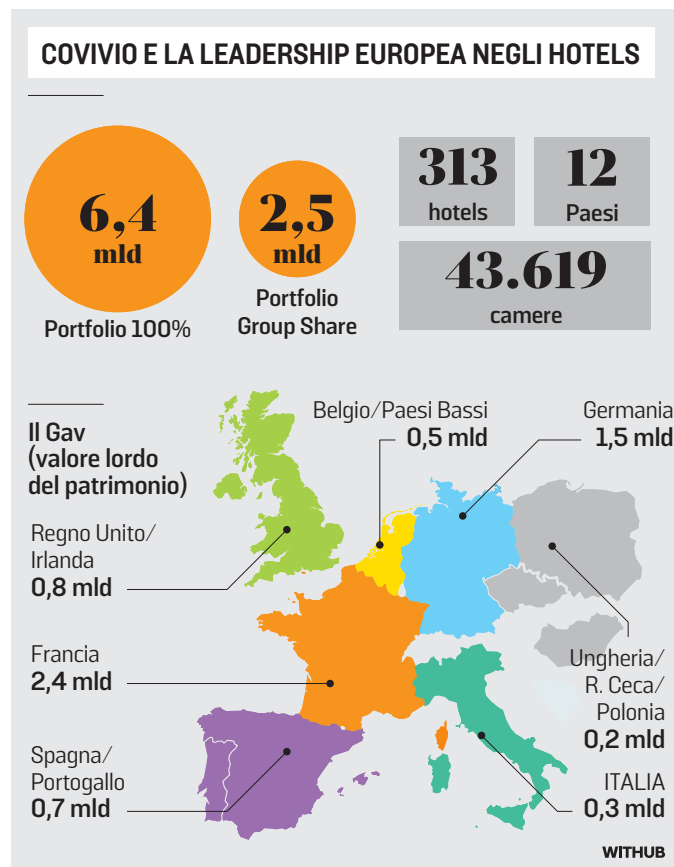 COVIVIO E LA LEADERSHIP EUROPEA NEGLI HOTELS
6,4
mld
Portfolio 100%
2,5
mld
Portfolio
Group Share
313
hotels
12
Paesi
43.619
camere
Il Gav
(valore lordo
del patrimonio)
Belgio/Paesi Bassi
0,5 mld
Germania
1,5 mld
Regno Unito/
Irlanda
0,8 mld
Francia
2,4 mld
Spagna/
Portogallo
0,7 mld
Ungheria/
R. Ceca/
Polonia
0,2 mld
ITALIA
0,3 mld
WITHUB